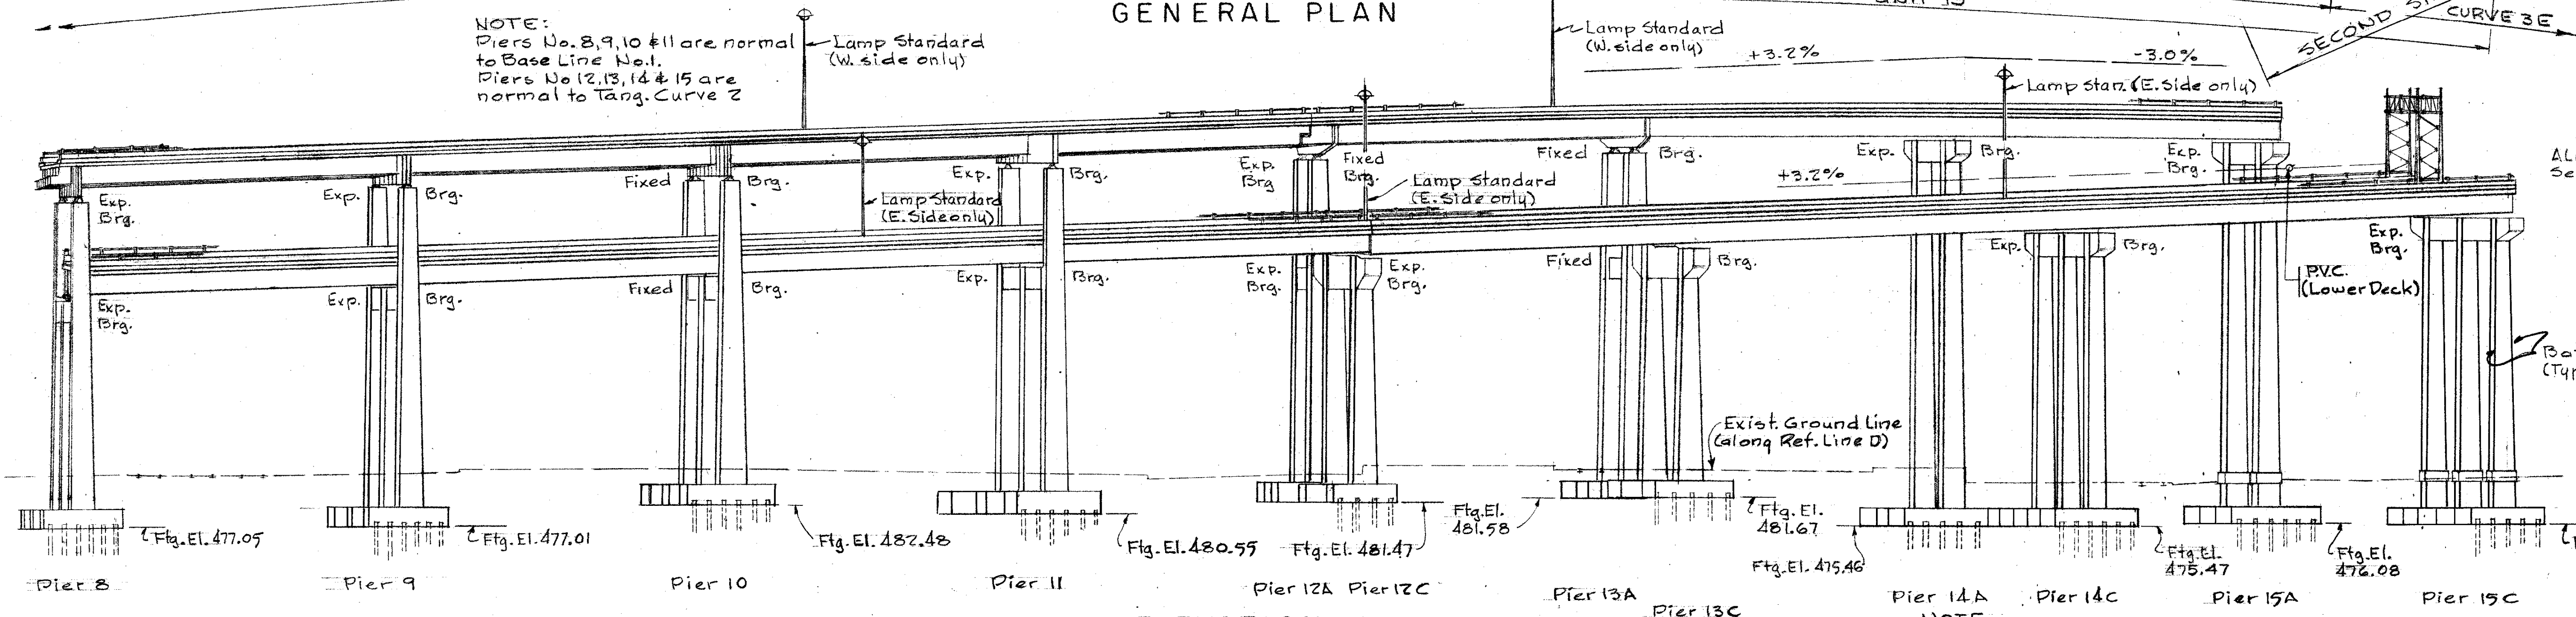 GENERAL PLAN
NOTE:
Piers No. 8, 9, 10 & 11 are normal
to Base Line No.1.
Piers No 12, 13, 14 & 15 are
normal to Tang. Curve 2
Lamp Standard
(W. side only)
Lamp Standard
(W. side only)
+3.2%
-3.0%
CURVE 3E
SECOND
Lamp Stan. (E. Side only)
Exp.
Brg.
Exp.
Brg.
Fixed
Brg.
Exp.
Brg.
Exp.
Brg
Fixed
Brg.
Fixed
Brg.
Exp.
Brg.
Exp.
Brg.
+3.2%
Lamp Standard
(E. Side only)
Lamp Standard
(E. Side only)
Exp.
Brg.
Exp.
Brg.
Fixed
Brg.
Exp.
Brg.
Exp.
Brg.
Exp.
Brg.
Fixed
Brg.
Exp.
Brg.
Exp.
Brg.
P.V.C.
(Lower Deck)
Exist. Ground Line
(along Ref. Line D)
Ftg. El. 477.05
Ftg. El. 477.01
Ftg. El. 482.48
Ftg. El. 480.55
Ftg. El. 481.47
Ftg. El.
481.58
Ftg. El.
481.67
Ftg. El. 475.46
Ftg. El.
475.47
Ftg. El.
476.08
Pier 8
Pier 9
Pier 10
Pier 11
Pier 12A
Pier 12C
Pier 13A
Pier 13C
Pier 14A
Pier 14C
Pier 15A
Pier 15C
NOTE